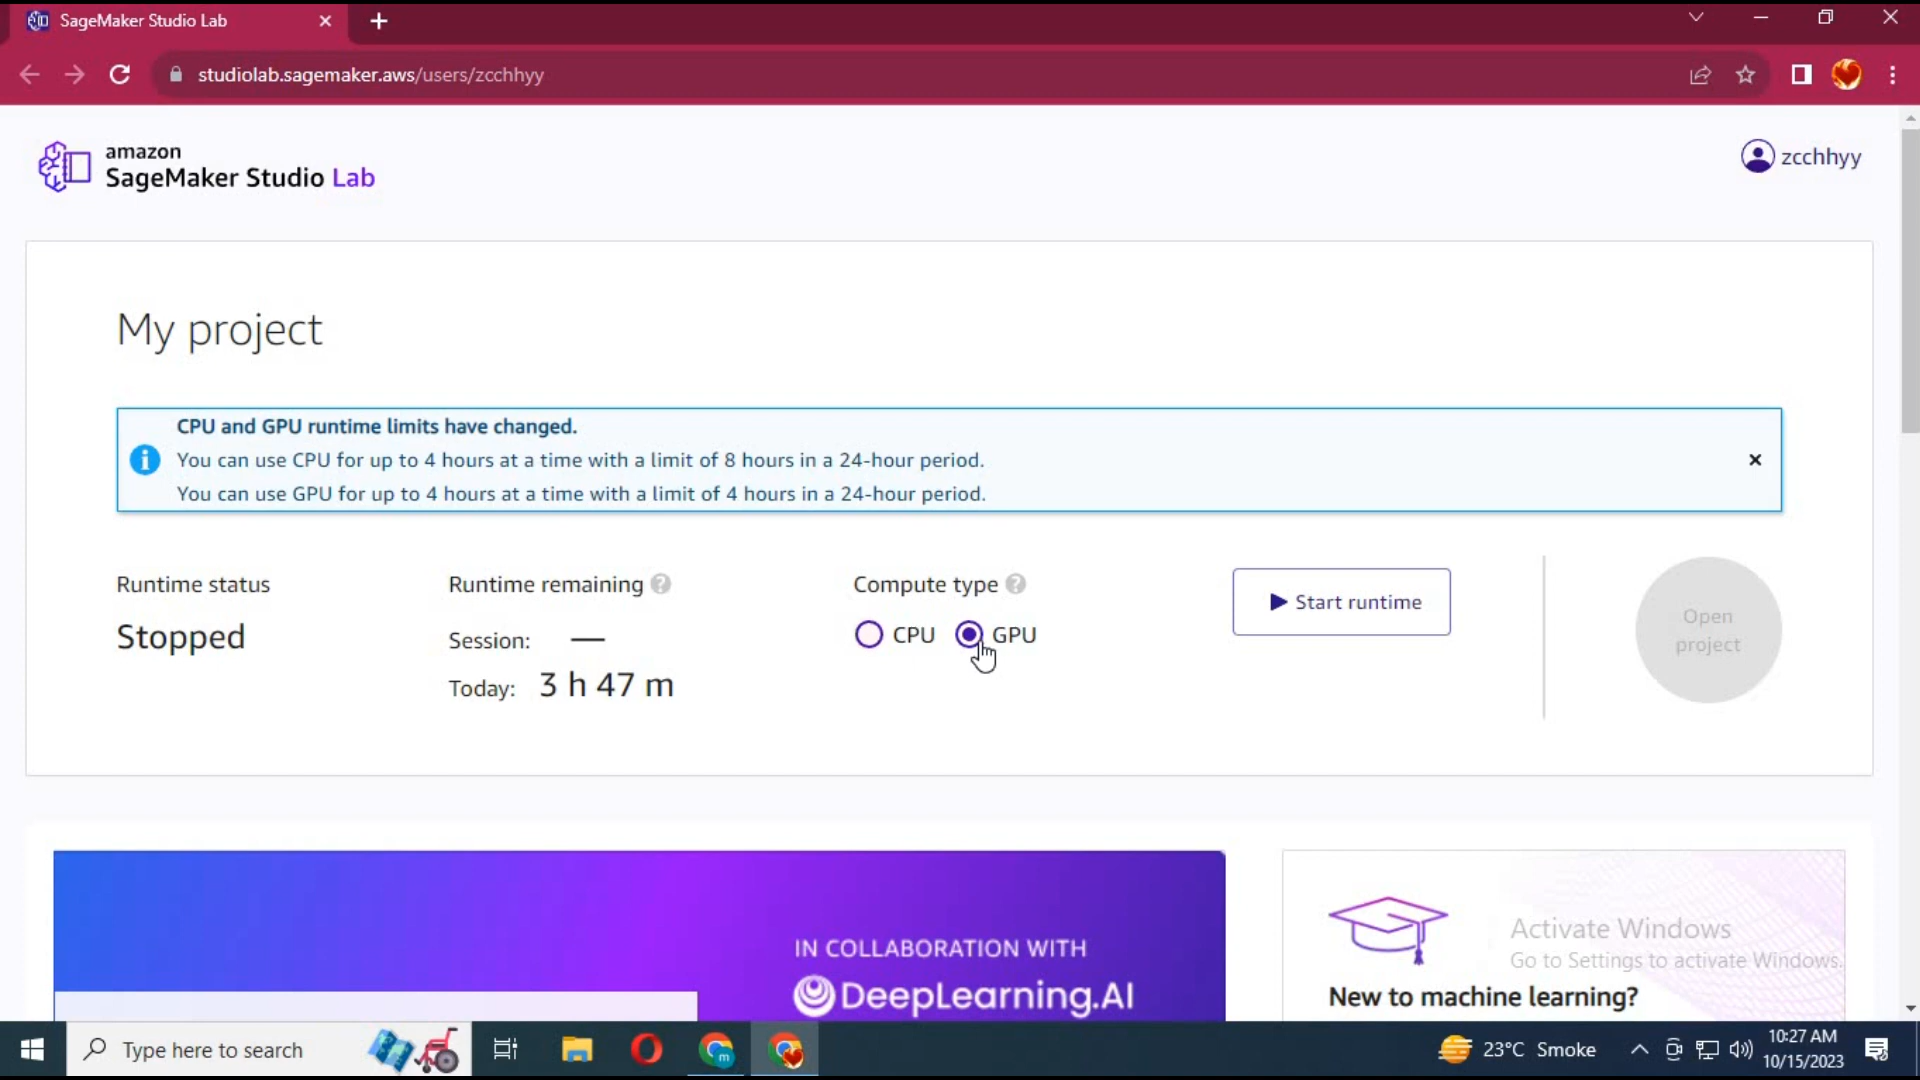 SageMaker Studio Lab
studiolab.sagemaker.aws/users/zcchhyy
amazon
SageMaker Studio Lab
zcchhyy
My project
CPU and GPU runtime limits have changed.
You can use CPU for up to 4 hours at a time with a limit of 8 hours in a 24-hour period.
You can use GPU for up to 4 hours at a time with a limit of 4 hours in a 24-hour period.
Runtime status
Stopped
Runtime remaining
Session: —
Today: 3 h 47 m
Compute type
CPU GPU
Start runtime
Open
project
IN COLLABORATION WITH
DeepLearning.AI
Activate Windows
Go to Settings to activate Windows.
New to machine learning?
Type here to search
23°C Smoke
10:27 AM
10/15/2023